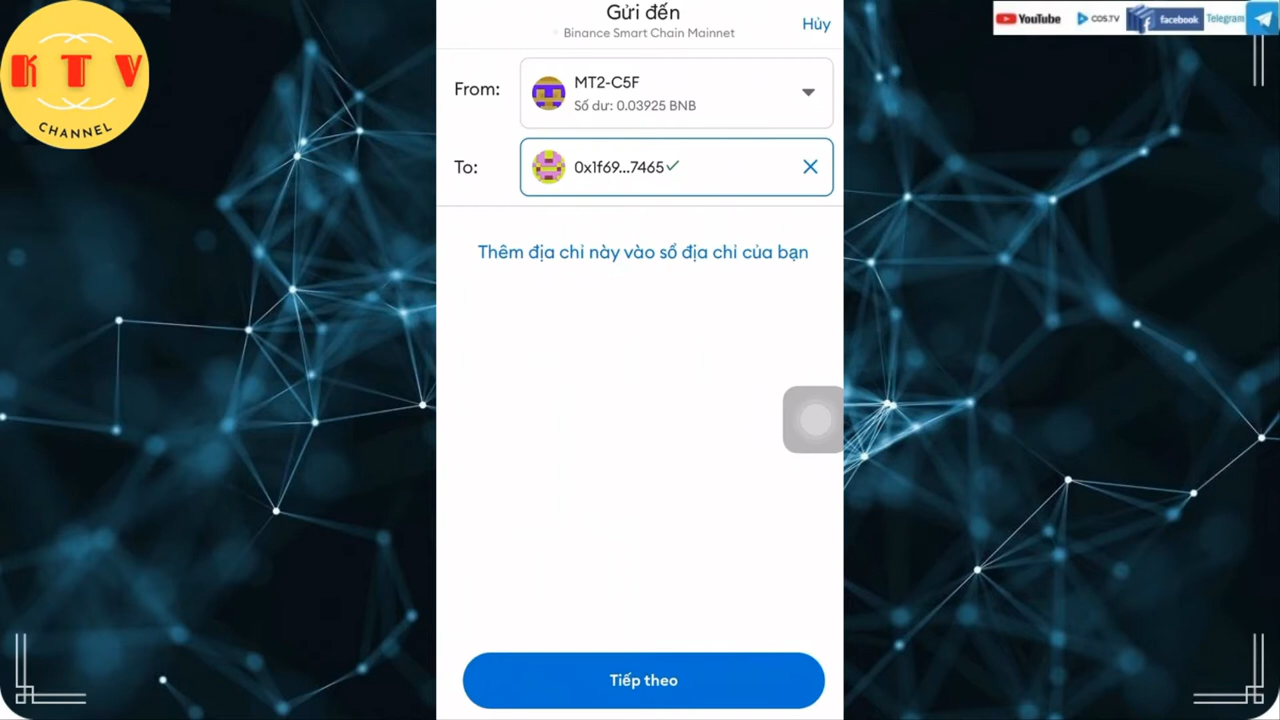 KTV
CHANNEL
YouTube
COS.TV
facebook
Telegram
Gửi đến
Binance Smart Chain Mainnet
Hủy
From:
MT2-C5F
Số dư: 0.03925 BNB
To:
0x1f69...7465
Thêm địa chỉ này vào sổ địa chỉ của bạn
Tiếp theo